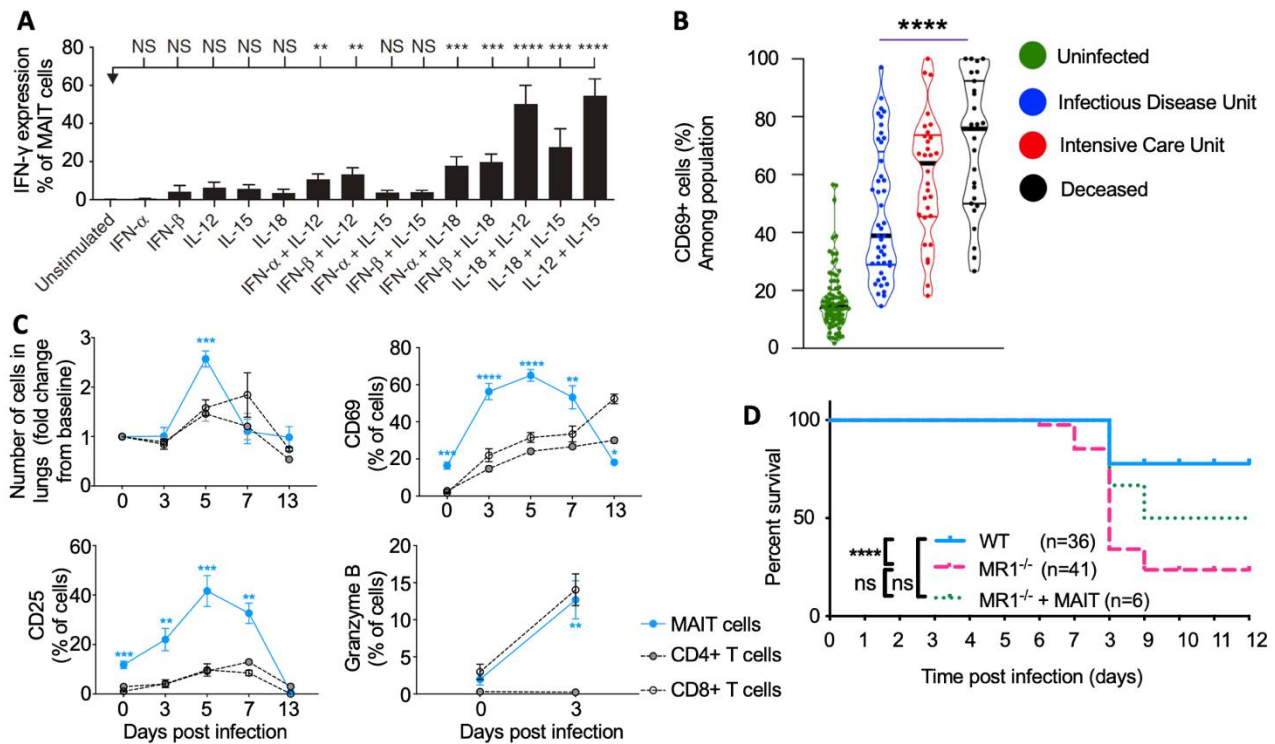 A
IFN-γ expression
% of MAIT cells
80
60
40
20
0
NS NS NS NS NS ** ** NS NS *** *** **** *** ****
Unstimulated
IFN-α
IFN-β
IL-12
IL-15
IL-18
IFN-α + IL-12
IFN-β + IL-12
IFN-α + IL-15
IFN-β + IL-15
IFN-α + IL-18
IFN-β + IL-18
IL-18 + IL-12
IL-18 + IL-15
IL-12 + IL-15
B
****
CD69+ cells (%)
Among population
100
80
60
40
20
0
Uninfected
Infectious Disease Unit
Intensive Care Unit
Deceased
C
Number of cells in
lungs (fold change
from baseline)
3
2
1
0
***
0 3 5 7 13
CD69
(% of cells)
80
60
40
20
0
*** **** **** ** *
0 3 5 7 13
CD25
(% of cells)
60
40
20
0
*** ** *** **
0 3 5 7 13
Days post infection
Granzyme B
(% of cells)
20
15
10
5
0
**
0 3
Days post infection
MAIT cells
CD4+ T cells
CD8+ T cells
D
Percent survival
100
50
0
**** ns ns
WT (n=36)
MR1-/- (n=41)
MR1-/- + MAIT (n=6)
0 1 2 3 4 5 6 7 3 9 10 11 12
Time post infection (days)